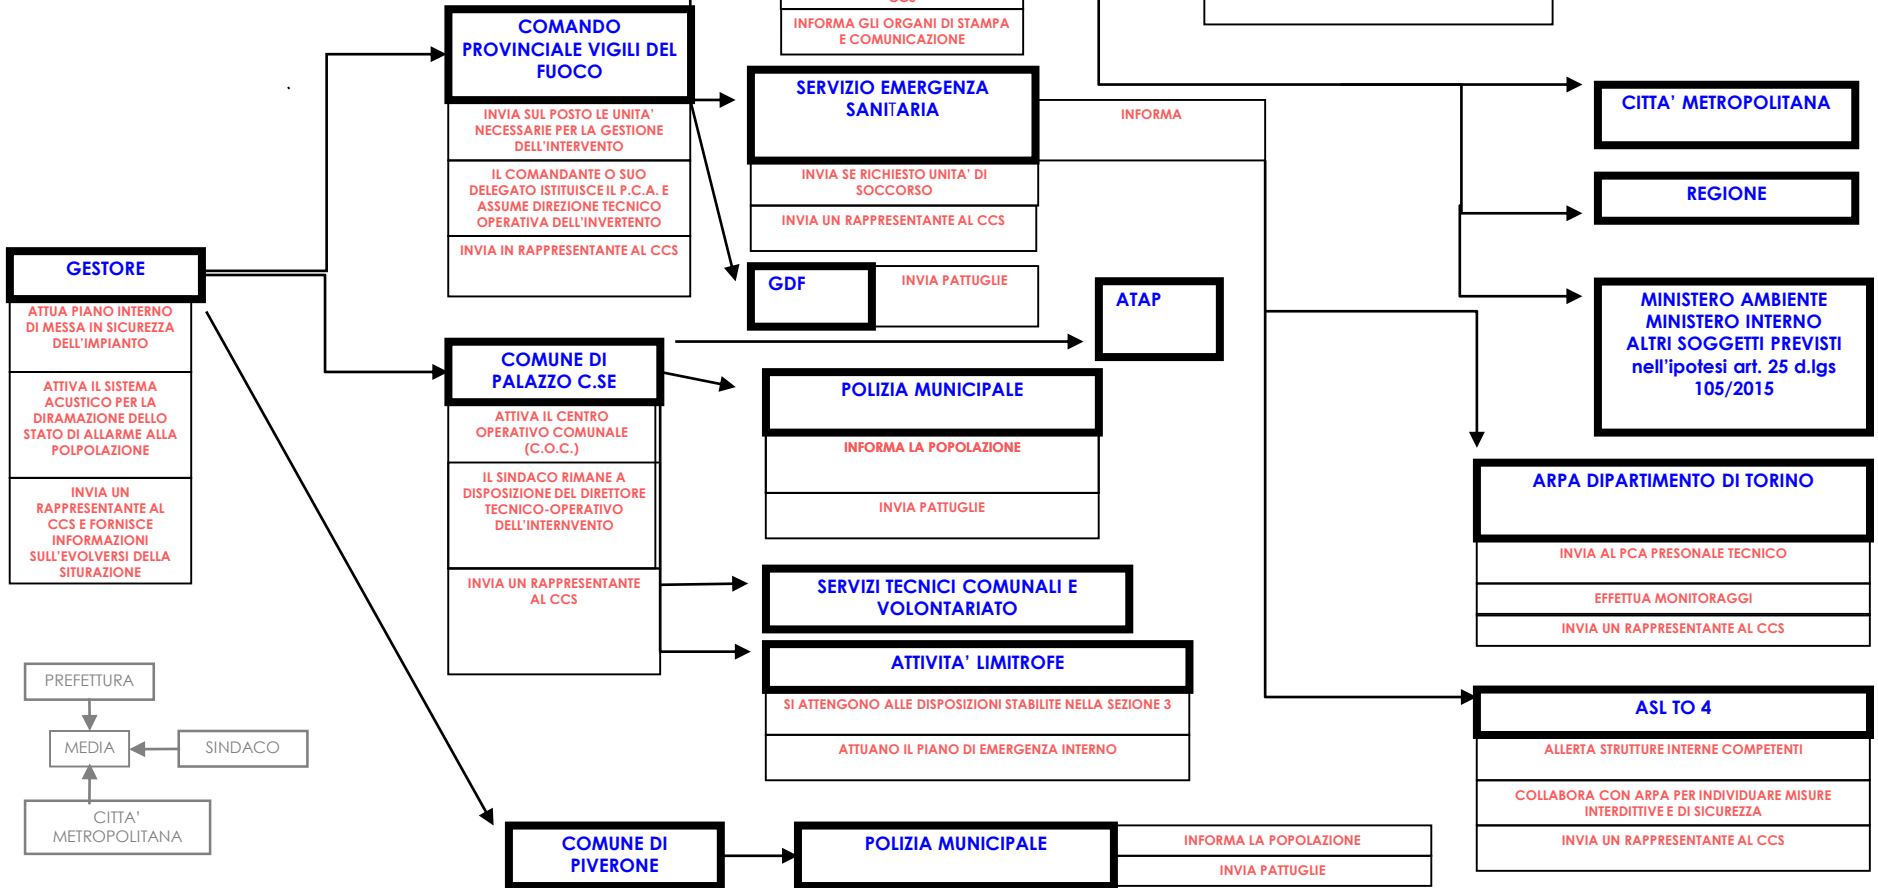 CCS
INFORMA GLI ORGANI DI STAMPA
E COMUNICAZIONE
COMANDO
PROVINCIALE VIGILI DEL
FUOCO
INVIA SUL POSTO LE UNITA'
NECESSARIE PER LA GESTIONE
DELL'INTERVENTO
IL COMANDANTE O SUO
DELEGATO ISTITUISCE IL P.C.A. E
ASSUME DIREZIONE TECNICO
OPERATIVA DELL'INVERTENTO
INVIA IN RAPPRESENTANTE AL CCS
SERVIZIO EMERGENZA
SANITARIA
INFORMA
INVIA SE RICHIESTO UNITA' DI
SOCCORSO
INVIA UN RAPPRESENTANTE AL CCS
GDF
INVIA PATTUGLIE
ATAP
CITTA' METROPOLITANA
REGIONE
MINISTERO AMBIENTE
MINISTERO INTERNO
ALTRI SOGGETTI PREVISTI
nell'ipotesi art. 25 d.lgs
105/2015
GESTORE
ATTUA PIANO INTERNO
DI MESSA IN SICUREZZA
DELL'IMPIANTO
ATTIVA IL SISTEMA
ACUSTICO PER LA
DIRAMAZIONE DELLO
STATO DI ALLARME ALLA
POLPOLAZIONE
INVIA UN
RAPPRESENTANTE AL
CCS E FORNISCE
INFORMAZIONI
SULL'EVOLVERSI DELLA
SITURAZIONE
COMUNE DI
PALAZZO C.SE
ATTIVA IL CENTRO
OPERATIVO COMUNALE
(C.O.C.)
IL SINDACO RIMANE A
DISPOSIZIONE DEL DIRETTORE
TECNICO-OPERATIVO
DELL'INTERNVENTO
INVIA UN RAPPRESENTANTE
AL CCS
POLIZIA MUNICIPALE
INFORMA LA POPOLAZIONE
INVIA PATTUGLIE
SERVIZI TECNICI COMUNALI E
VOLONTARIATO
ATTIVITA' LIMITROFE
SI ATTENGONO ALLE DISPOSIZIONI STABILITE NELLA SEZIONE 3
ATTUANO IL PIANO DI EMERGENZA INTERNO
ARPA DIPARTIMENTO DI TORINO
INVIA AL PCA PRESONALE TECNICO
EFFETTUA MONITORAGGI
INVIA UN RAPPRESENTANTE AL CCS
ASL TO 4
ALLERTA STRUTTURE INTERNE COMPETENTI
COLLABORA CON ARPA PER INDIVIDUARE MISURE
INTERDITTIVE E DI SICUREZZA
INVIA UN RAPPRESENTANTE AL CCS
PREFETTURA
MEDIA
SINDACO
CITTA'
METROPOLITANA
COMUNE DI
PIVERONE
POLIZIA MUNICIPALE
INFORMA LA POPOLAZIONE
INVIA PATTUGLIE